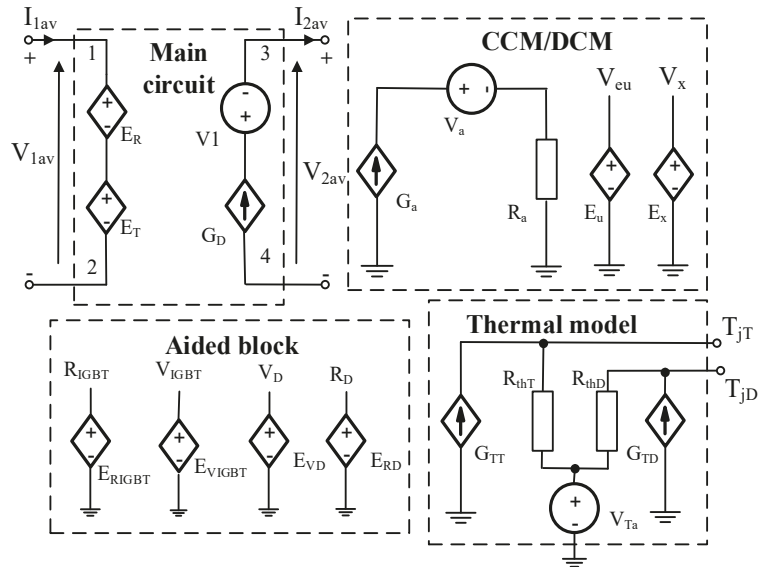 I1av
I2av
+
1
Main
circuit
3
+
-
+
V1
+
-
ER
V1av
V2av
+
-
ET
GD
2
4
-
-
CCM/DCM
+
-
Va
Veu
Vx
Ga
Ra
+
-
Eu
+
-
Ex
Aided block
RIGBT
VIGBT
VD
RD
+
-
ERIGBT
+
-
EVIGBT
+
-
EVD
+
-
ERD
Thermal model
TjT
TjD
RthT
RthD
GTT
GTD
+
-
VTa